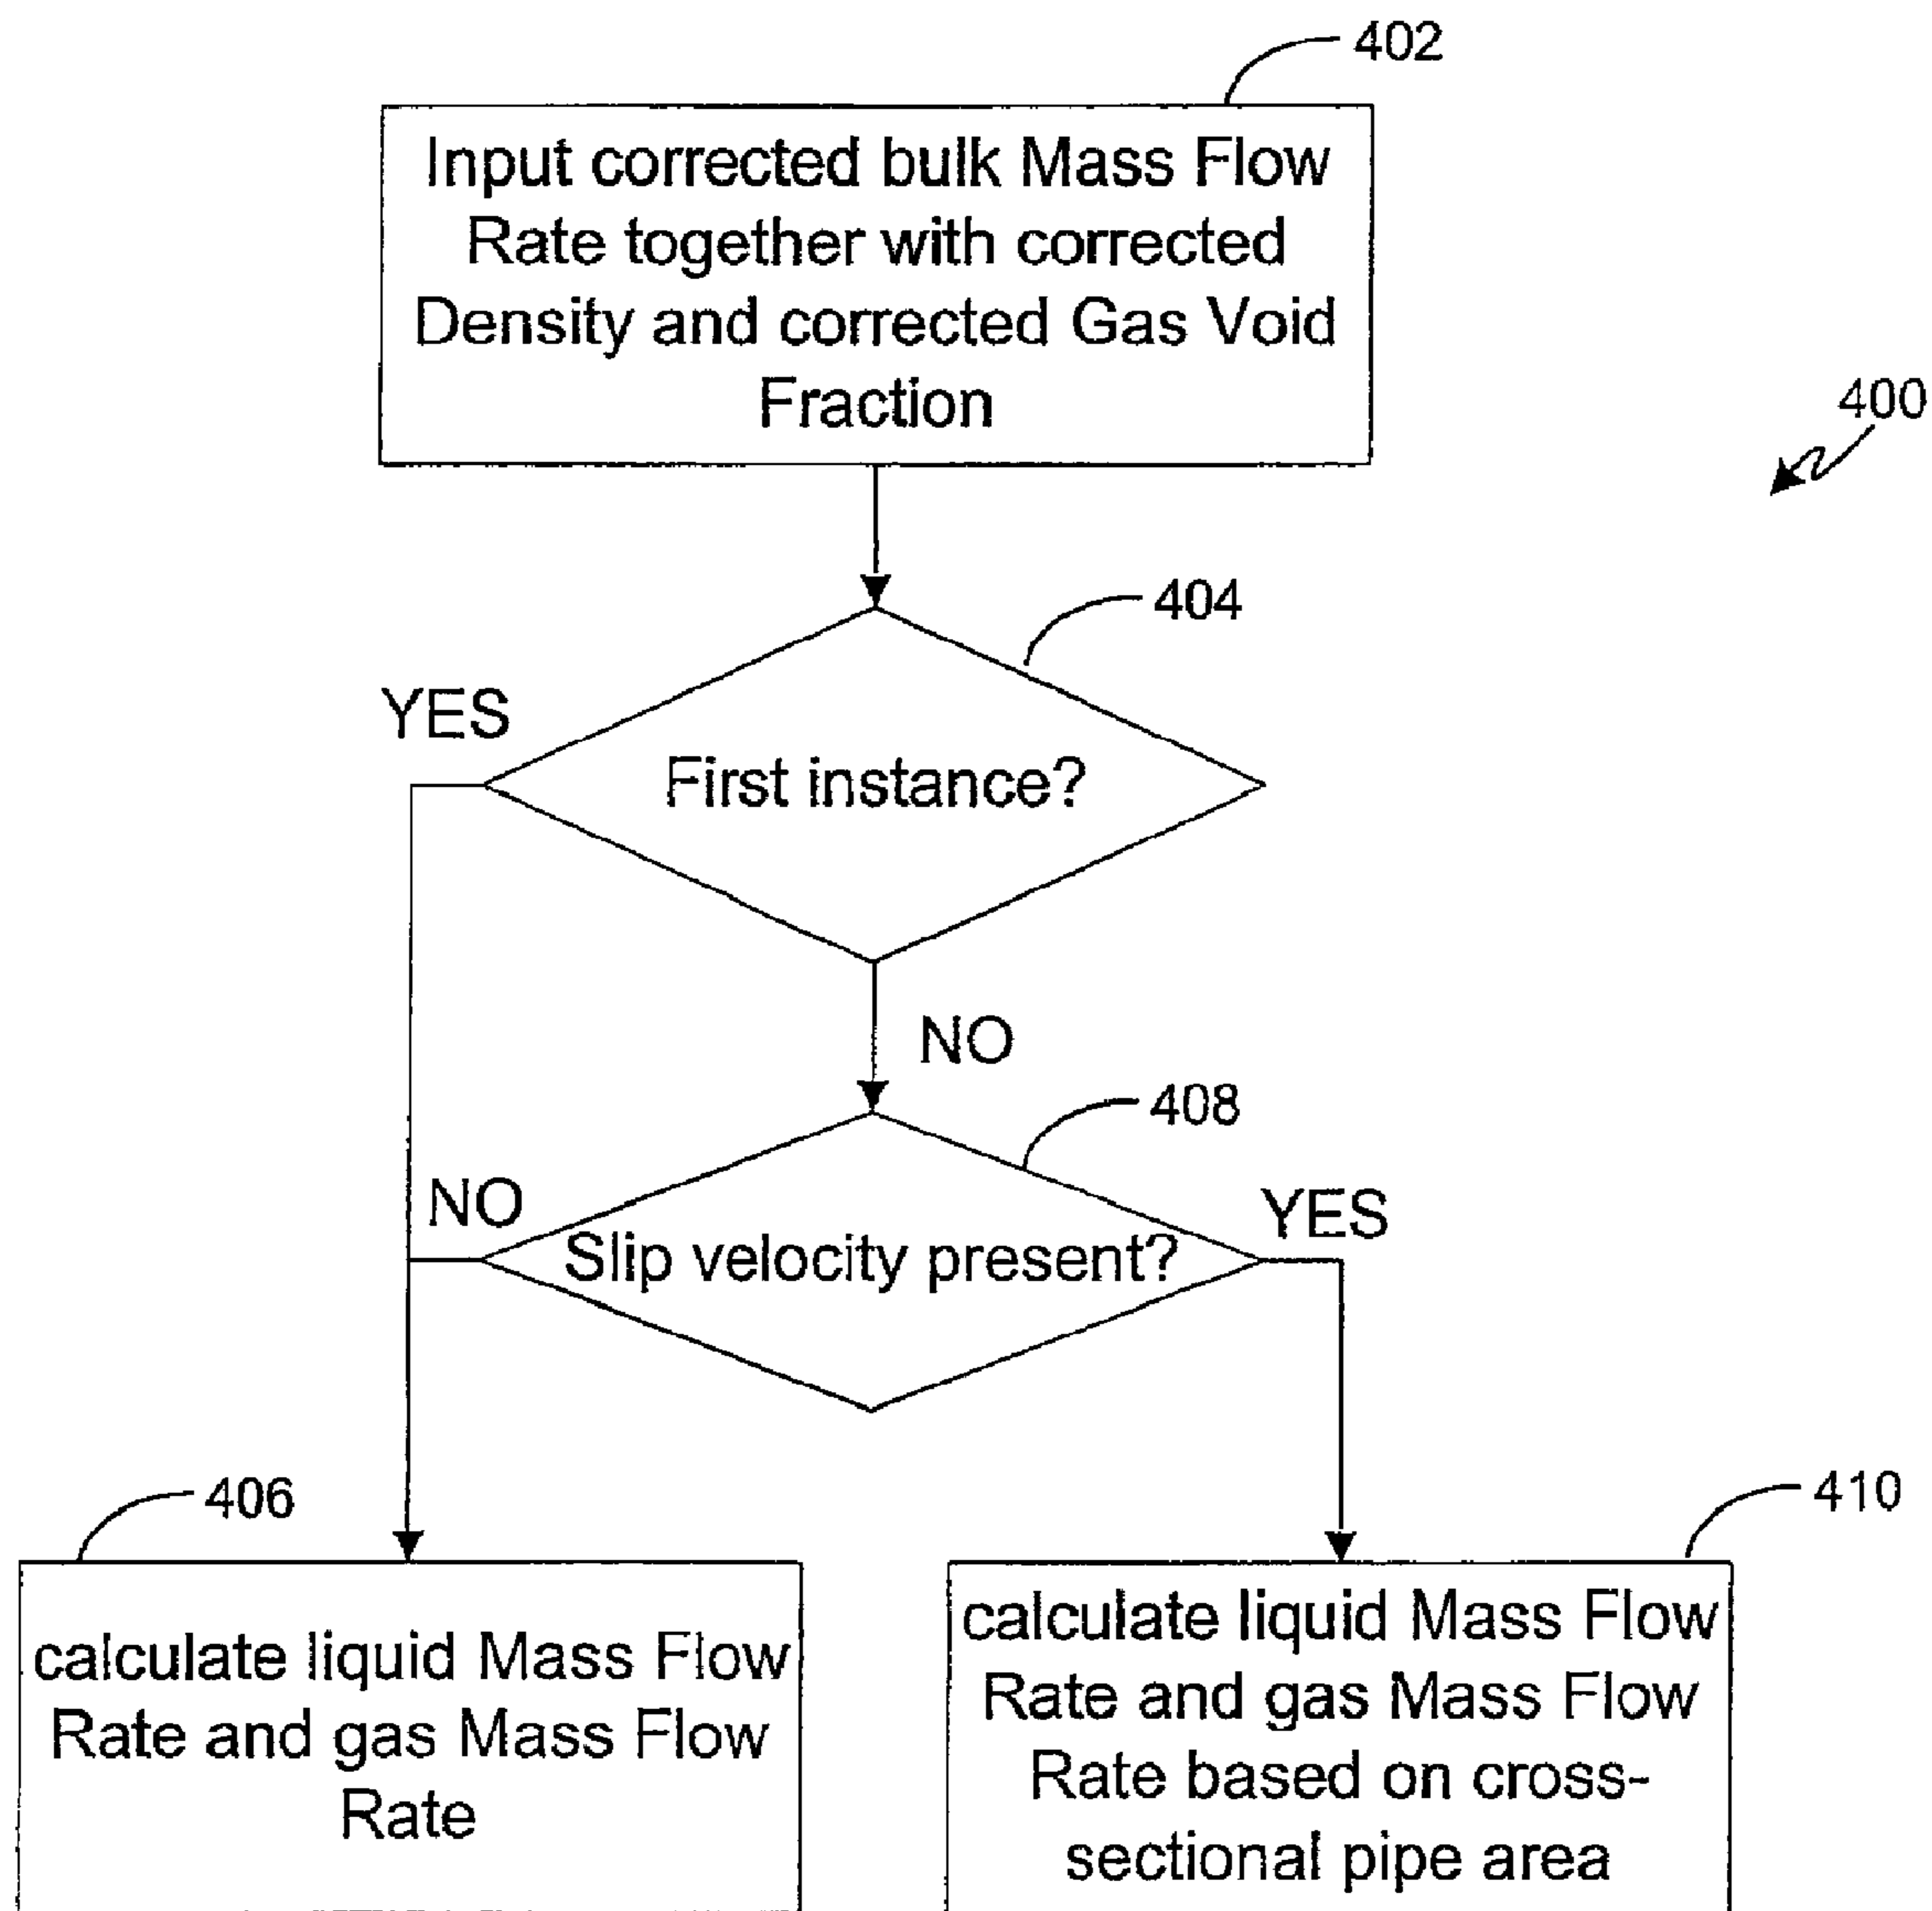 402
Input corrected bulk Mass Flow
Rate together with corrected
Density and corrected Gas Void
Fraction
400
404
YES
First instance?
NO
408
NO
YES
Slip velocity present?
406
410
calculate liquid Mass Flow
Rate and gas Mass Flow
Rate
calculate liquid Mass Flow
Rate and gas Mass Flow
Rate based on cross-
sectional pipe area